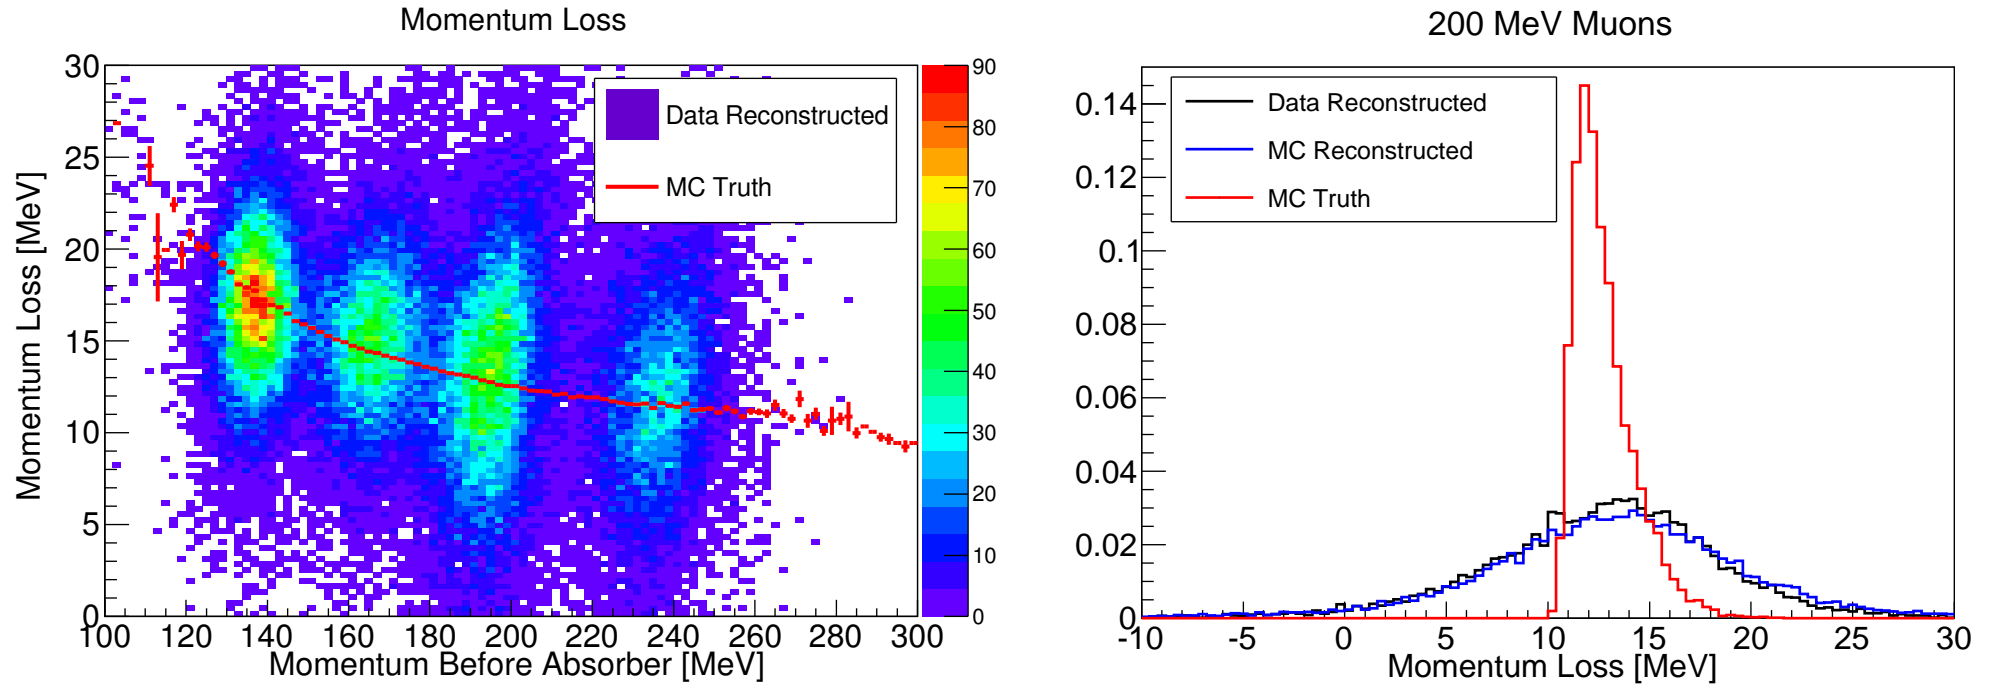 Momentum Loss
30
25
20
15
10
5
0
Momentum Loss [MeV]
Data Reconstructed
MC Truth
90
80
70
60
50
40
30
20
10
0
100 120 140 160 180 200 220 240 260 280 300
Momentum Before Absorber [MeV]
200 MeV Muons
0.14
0.12
0.1
0.08
0.06
0.04
0.02
0
Data Reconstructed
MC Reconstructed
MC Truth
-10 -5 0 5 10 15 20 25 30
Momentum Loss [MeV]